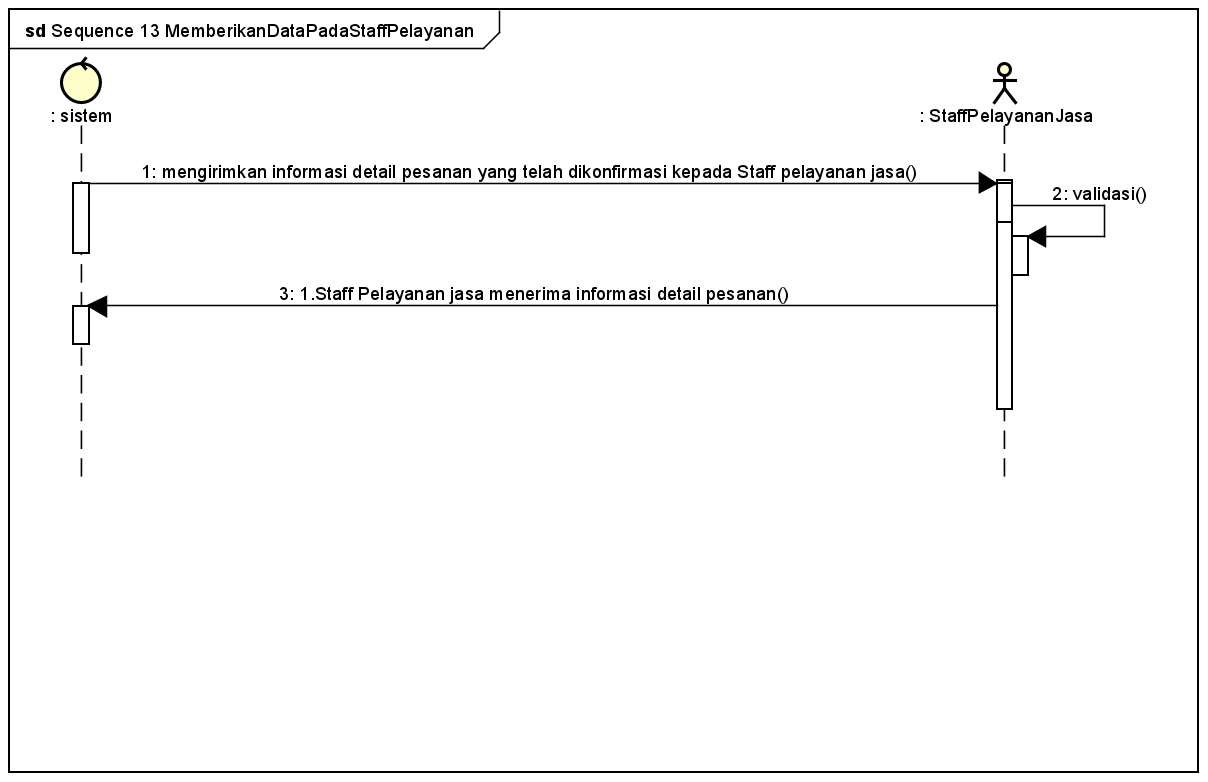 sd Sequence 13 MemberikanDataPadaStaffPelayanan
: sistem
: StaffPelayananJasa
1: mengirimkan informasi detail pesanan yang telah dikonfirmasi kepada Staff pelayanan jasa()
2: validasi()
3: 1.Staff Pelayanan jasa menerima informasi detail pesanan()